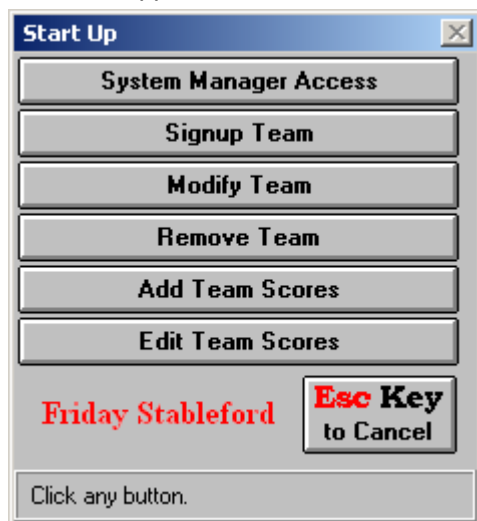 Start Up
System Manager Access
Signup Team
Modify Team
Remove Team
Add Team Scores
Edit Team Scores
Friday Stableford
Esc Key
to Cancel
Click any button.